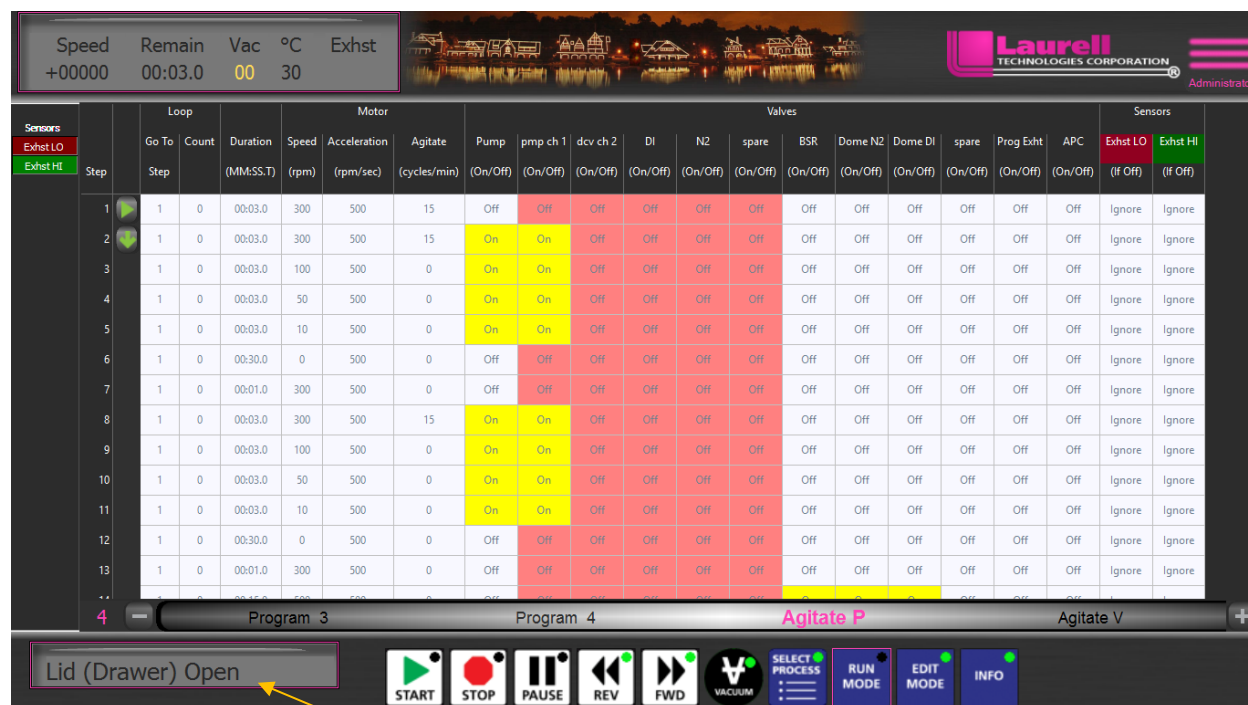 Speed Remain Vac °C Exhst
+00000 00:03.0 00 30
Laurell
TECHNOLOGIES CORPORATION
®
Sensors
Exhst LO
Exhst HI
Loop Motor Valves Sensors
Go To Count Duration Speed Acceleration Agitate Pump pmp ch 1 dcv ch 2 DI N2 spare BSR Dome N2 Dome DI spare Prog Exht APC Exhst LO Exhst HI
Step Step (MM:SS.T) (rpm) (rpm/sec) (cycles/min) (On/Off) (On/Off) (On/Off) (On/Off) (On/Off) (On/Off) (On/Off) (On/Off) (On/Off) (On/Off) (On/Off) (On/Off) (If Off) (If Off)
1 1 0 00:03.0 300 500 15 Off Off Off Off Off Off Off Off Off Off Off Off Ignore Ignore
2 1 0 00:03.0 300 500 15 On On Off Off Off Off Off Off Off Off Off Off Ignore Ignore
3 1 0 00:03.0 100 500 0 On On Off Off Off Off Off Off Off Off Off Off Ignore Ignore
4 1 0 00:03.0 50 500 0 On On Off Off Off Off Off Off Off Off Off Off Ignore Ignore
5 1 0 00:03.0 10 500 0 On On Off Off Off Off Off Off Off Off Off Off Ignore Ignore
6 1 0 00:30.0 0 500 0 Off Off Off Off Off Off Off Off Off Off Off Off Ignore Ignore
7 1 0 00:01.0 300 500 0 Off Off Off Off Off Off Off Off Off Off Off Off Ignore Ignore
8 1 0 00:03.0 300 500 15 On On Off Off Off Off Off Off Off Off Off Off Ignore Ignore
9 1 0 00:03.0 100 500 0 On On Off Off Off Off Off Off Off Off Off Off Ignore Ignore
10 1 0 00:03.0 50 500 0 On On Off Off Off Off Off Off Off Off Off Off Ignore Ignore
11 1 0 00:03.0 10 500 0 On On Off Off Off Off Off Off Off Off Off Off Ignore Ignore
12 1 0 00:30.0 0 500 0 Off Off Off Off Off Off Off Off Off Off Off Off Ignore Ignore
13 1 0 00:01.0 300 500 0 Off Off Off Off Off Off Off Off Off Off Off Off Ignore Ignore
4 Program 3 Program 4 Agitate P Agitate V
Lid (Drawer) Open
START STOP PAUSE REV FWD VACUUM SELECT PROCESS RUN MODE EDIT MODE INFO